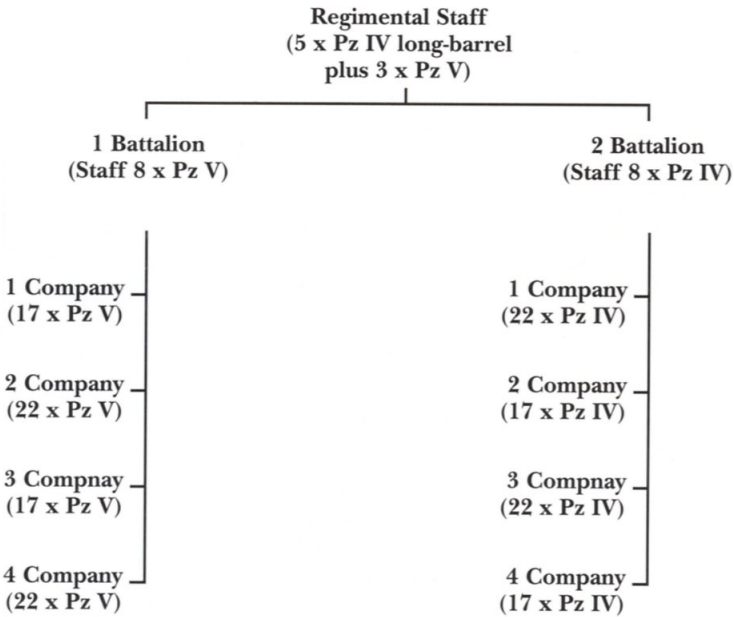 Regimental Staff
(5 x Pz IV long-barrel
plus 3 x Pz V)
1 Battalion
(Staff 8 x Pz V)
2 Battalion
(Staff 8 x Pz IV)
1 Company
(17 x Pz V)
2 Company
(22 x Pz V)
3 Compnay
(17 x Pz V)
4 Company
(22 x Pz V)
1 Company
(22 x Pz IV)
2 Company
(17 x Pz IV)
3 Compnay
(22 x Pz IV)
4 Company
(17 x Pz IV)